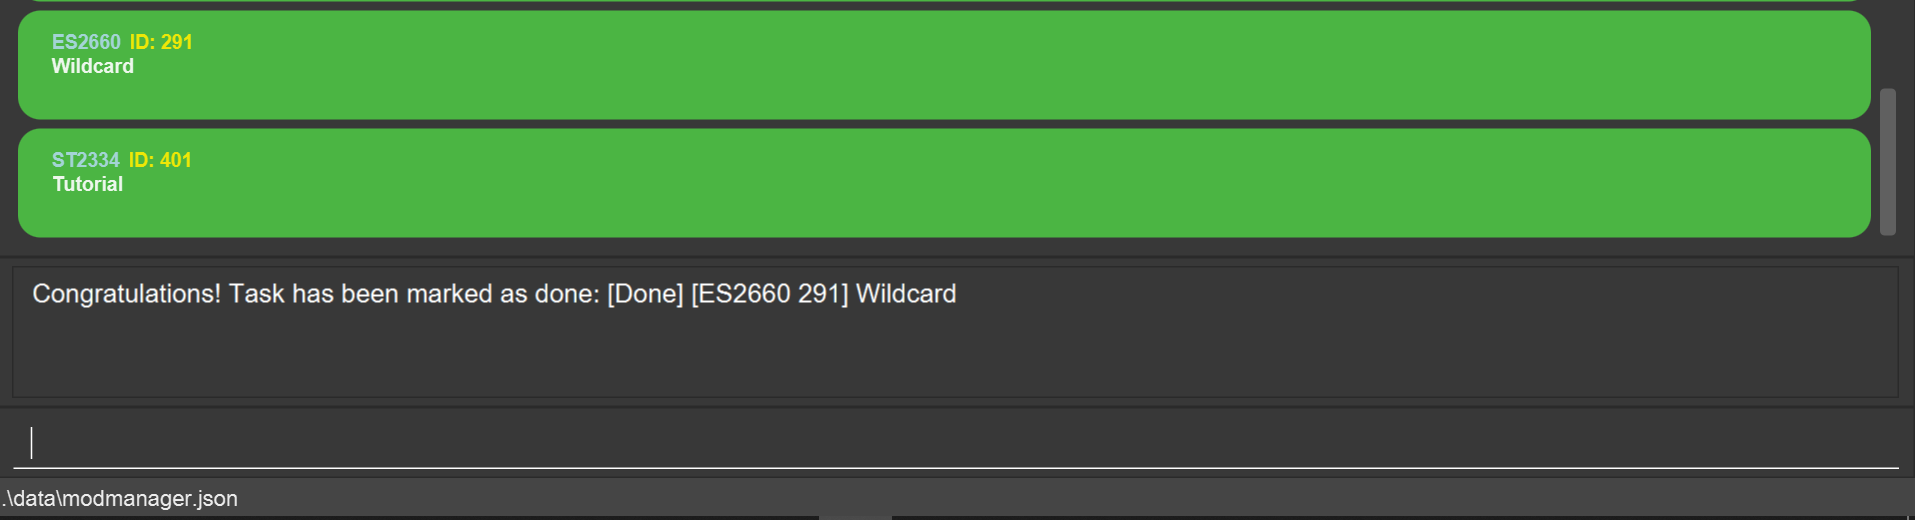 ES2660 ID: 291
Wildcard
ST2334 ID: 401
Tutorial
Congratulations! Task has been marked as done: [Done] [ES2660 291] Wildcard
.\data\modmanager.json